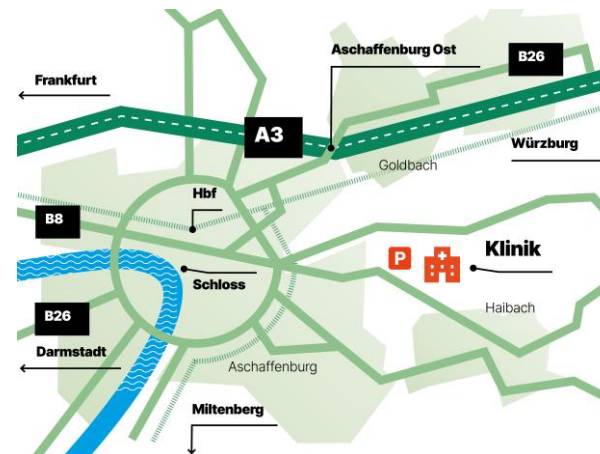 Aschaffenburg Ost
B26
Frankfurt
A3
Würzburg
Goldbach
Hbf
B8
P
Klinik
Schloss
Haibach
B26
Darmstadt
Aschaffenburg
Miltenberg